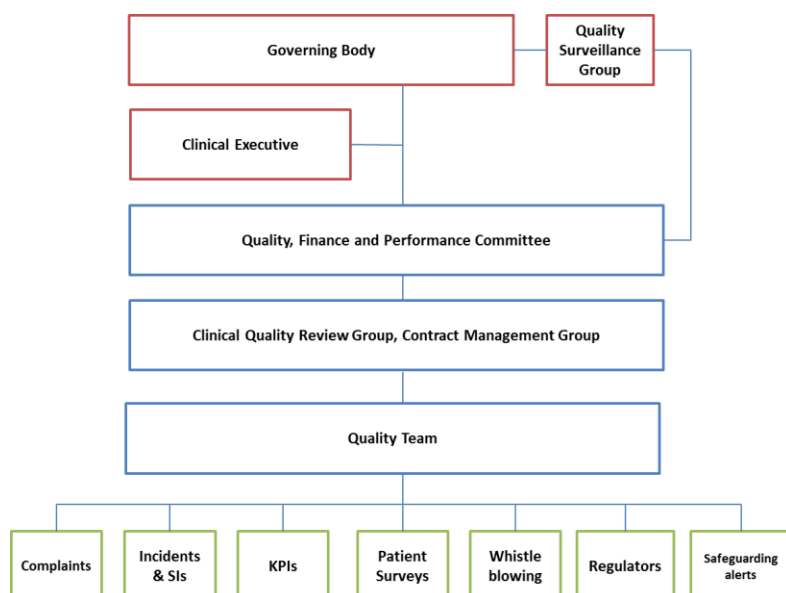 Governing Body
Quality
Surveillance
Group
Clinical Executive
Quality, Finance and Performance Committee
Clinical Quality Review Group, Contract Management Group
Quality Team
Complaints
Incidents
& SIs
KPIs
Patient
Surveys
Whistle
blowing
Regulators
Safeguarding
alerts